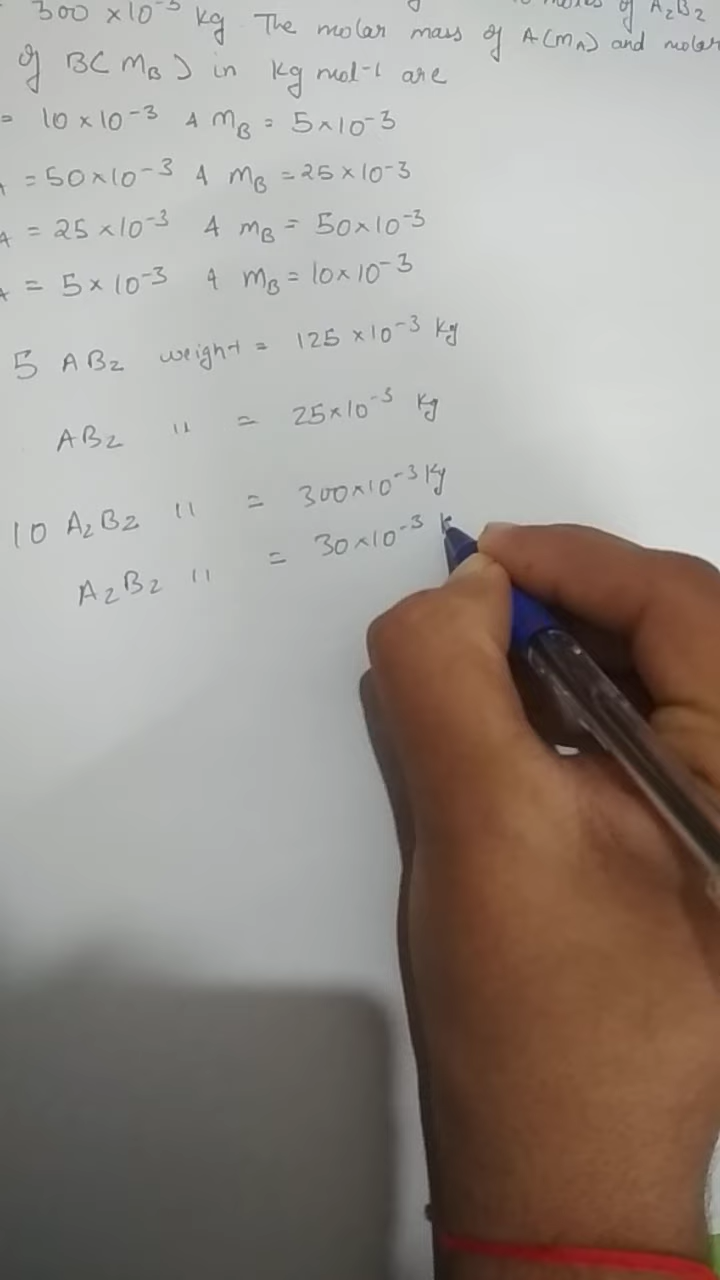 300 × 10⁻³ kg The molar mass of A(MA) and molar
of B(MB) in kg mol-1 are
= 10×10⁻³ & MB = 5×10⁻³
= 50×10⁻³ & MB = 25×10⁻³
A = 25×10⁻³ & MB = 50×10⁻³
A = 5×10⁻³ & MB = 10×10⁻³
5 AB2 weight = 125×10⁻³ kg
AB2 " = 25×10⁻³ kg
10 A2B2 " = 300×10⁻³ kg
A2B2 " = 30×10⁻³ k